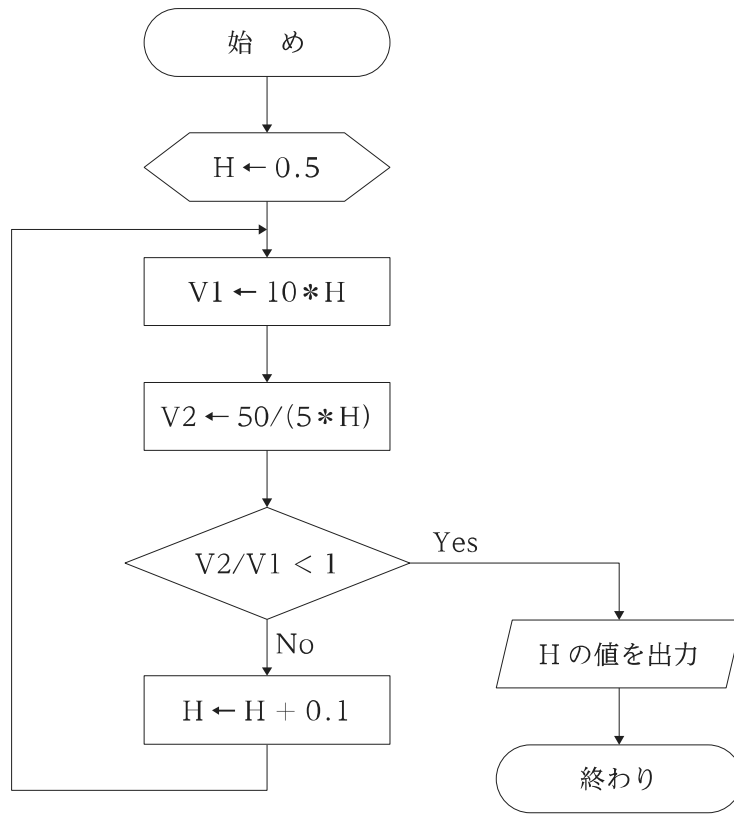 始　め
H ← 0.5
V1 ← 10＊H
V2 ← 50/(5＊H)
V2/V1 < 1
Yes
No
H ← H + 0.1
H の値を出力
終わり